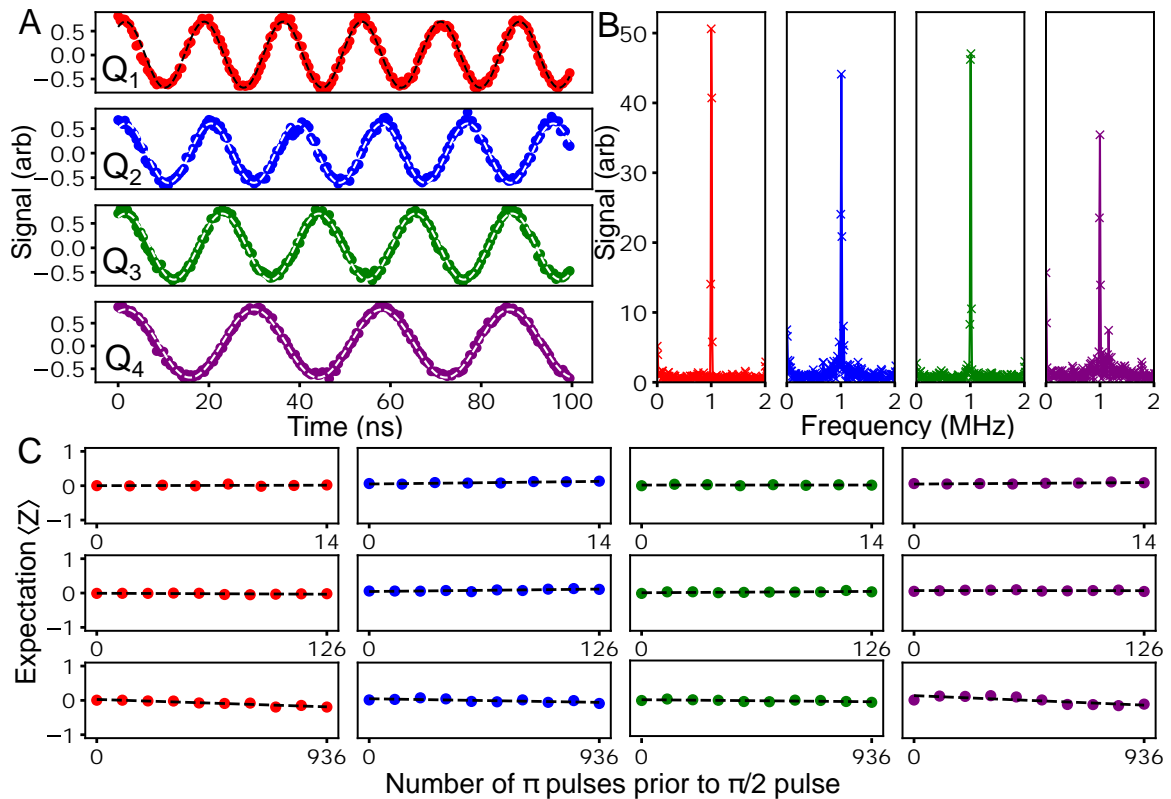 A
B
0.5
0.0
−0.5
Q1
0.5
0.0
−0.5
Q2
0.5
0.0
−0.5
Q3
0.5
0.0
−0.5
Q4
Signal (arb)
0 20 40 60 80 100
Time (ns)
50
40
30
20
10
0
Signal (arb)
0 1 2 0 1 2 0 1 2 0 1 2
Frequency (MHz)
C
1
0
−1
0 14 0 14 0 14 0 14
1
0
−1
0 126 0 126 0 126 0 126
1
0
−1
0 936 0 936 0 936 0 936
Expectation ⟨Z⟩
Number of π pulses prior to π/2 pulse